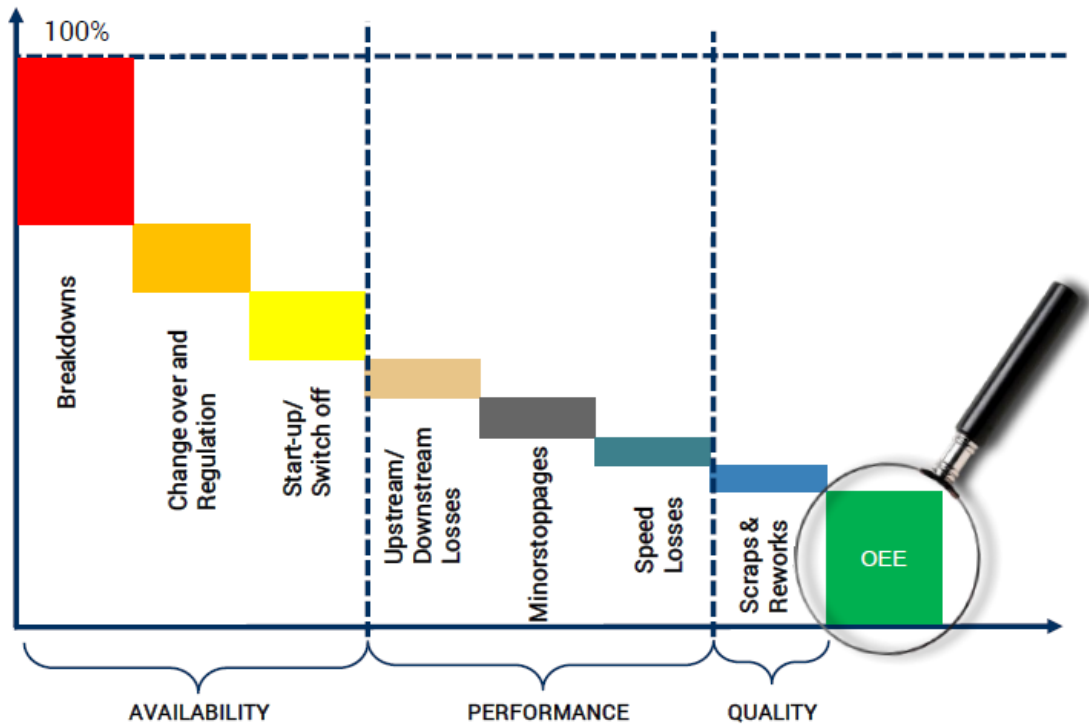 100%
Breakdowns
Change over and
Regulation
Start-up/
Switch off
Upstream/
Downstream
Losses
Minorstoppages
Speed
Losses
Scraps &
Reworks
OEE
AVAILABILITY
PERFORMANCE
QUALITY